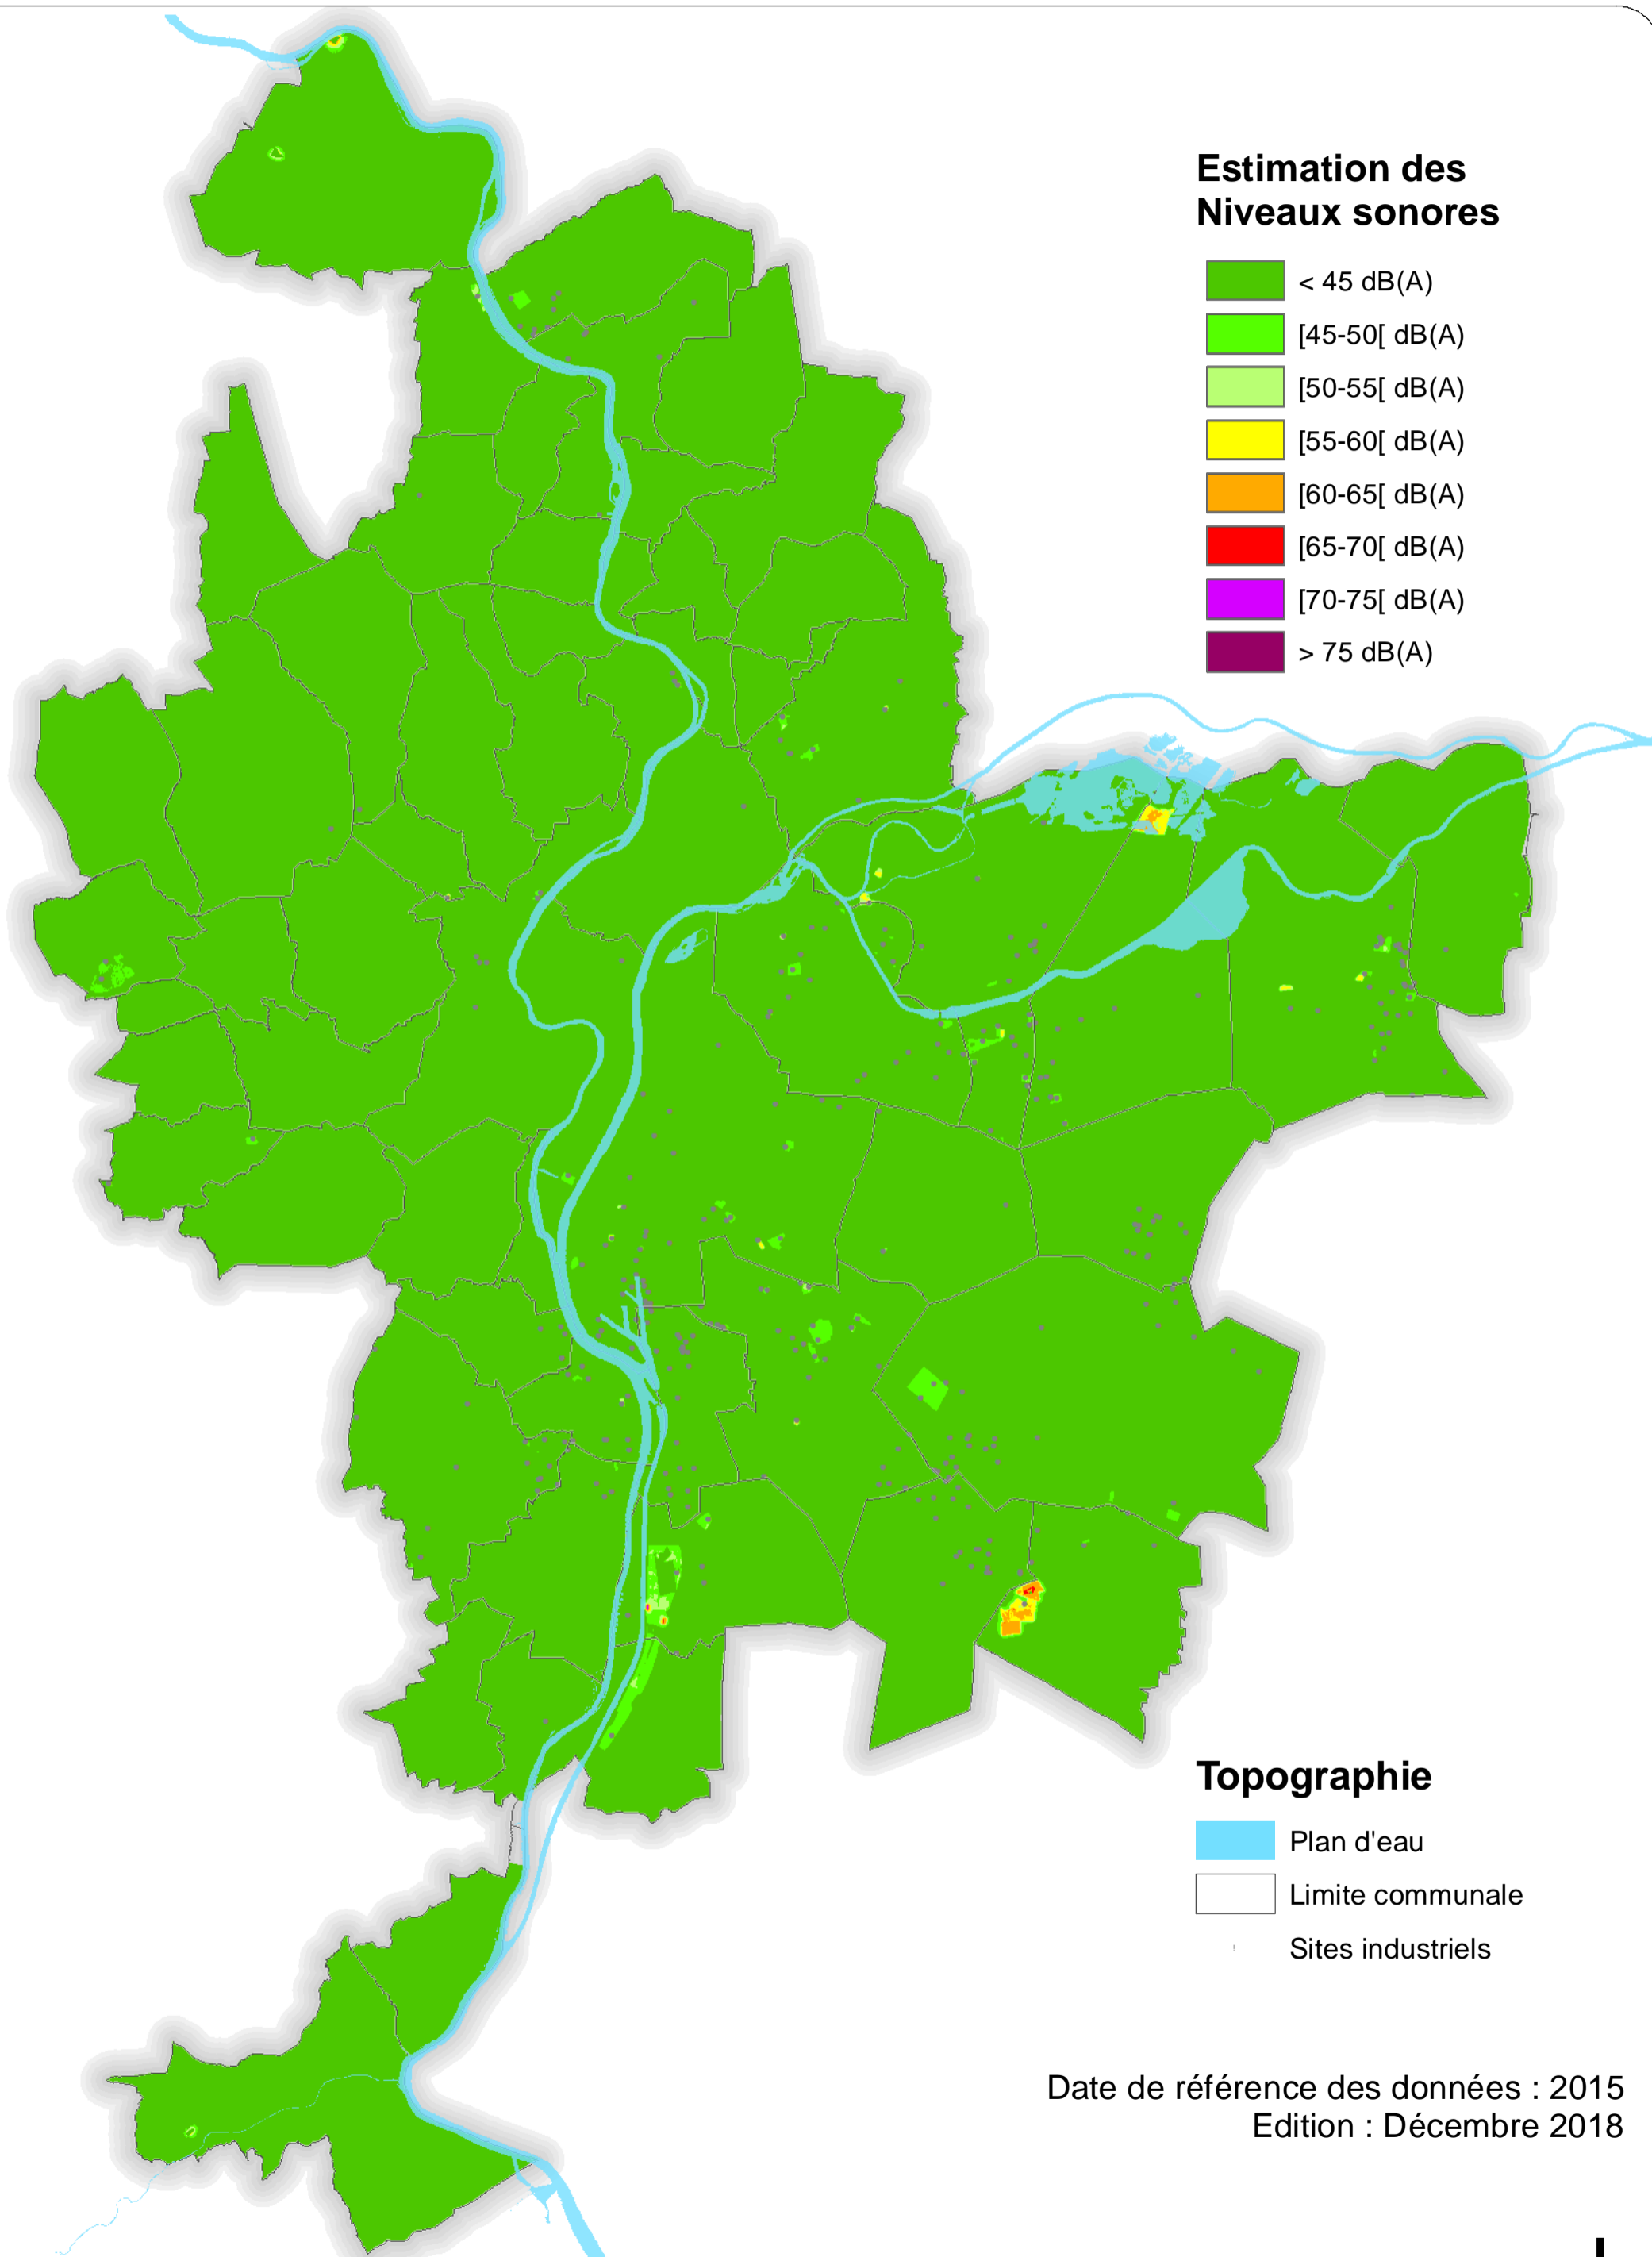 Estimation des
Niveaux sonores
< 45 dB(A)
[45-50[ dB(A)
[50-55[ dB(A)
[55-60[ dB(A)
[60-65[ dB(A)
[65-70[ dB(A)
[70-75[ dB(A)
> 75 dB(A)
Topographie
Plan d'eau
Limite communale
Sites industriels
Date de référence des données : 2015
Edition : Décembre 2018